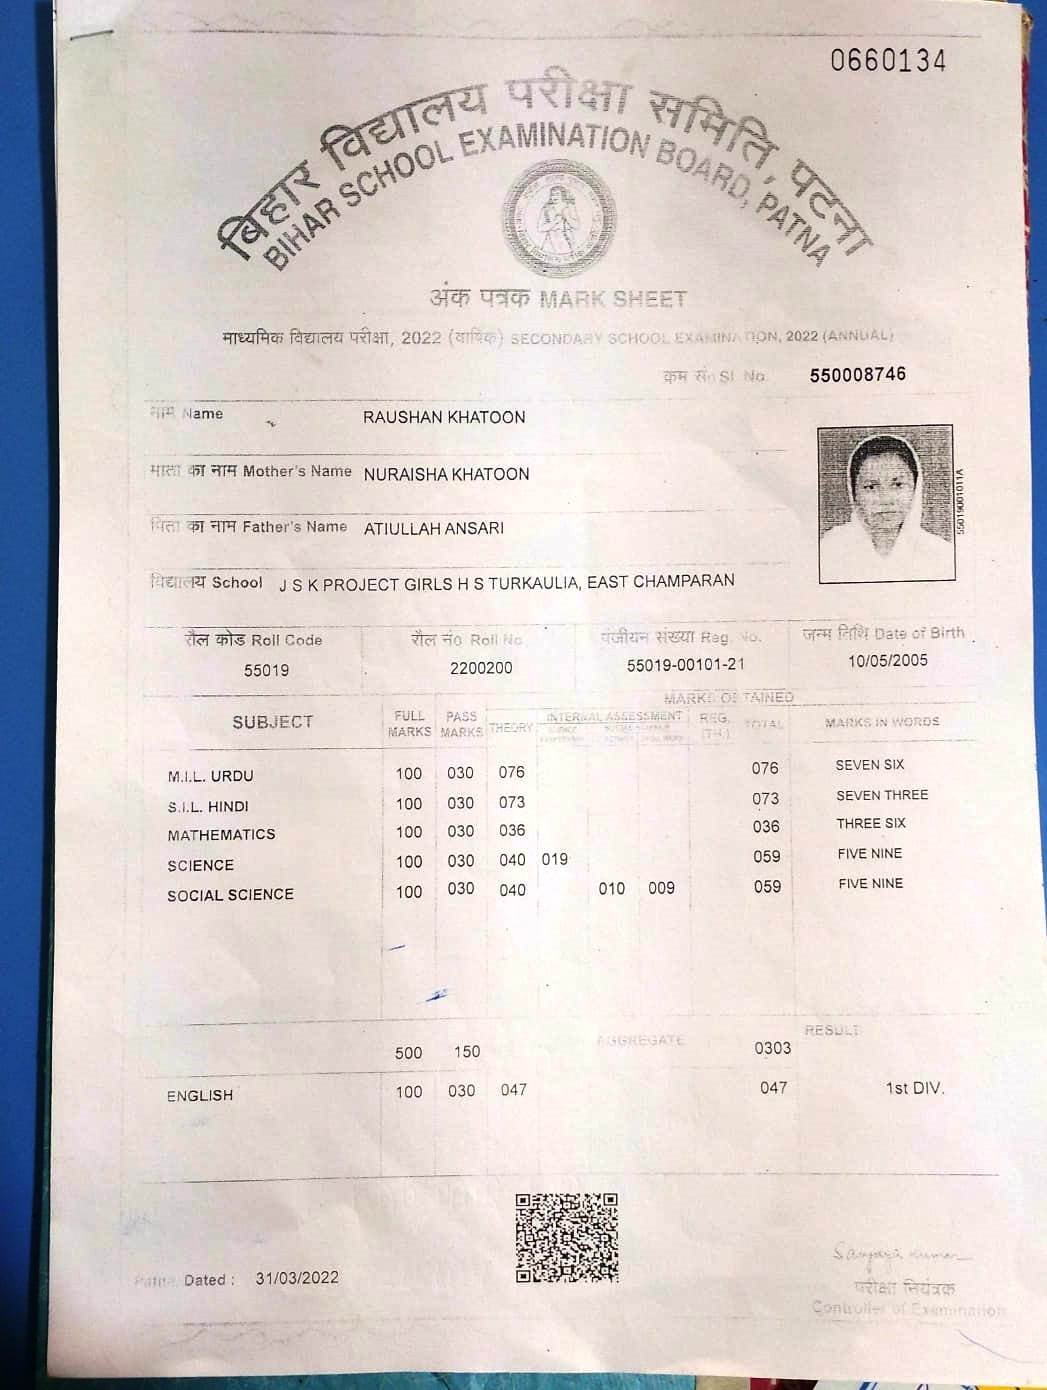 0660134
बिहार विद्यालय परीक्षा समिति, पटना
BIHAR SCHOOL EXAMINATION BOARD, PATNA
अंक पत्रक MARK SHEET
माध्यमिक विद्यालय परीक्षा, 2022 (वार्षिक) SECONDARY SCHOOL EXAMINATION, 2022 (ANNUAL)
क्रम सं० Sl. No. 550008746
नाम Name RAUSHAN KHATOON
माता का नाम Mother's Name NURAISHA KHATOON
पिता का नाम Father's Name ATIULLAH ANSARI
55019001011A
विद्यालय School J S K PROJECT GIRLS H S TURKAULIA, EAST CHAMPARAN
रौल कोड Roll Code रौल नं० Roll No. पंजीयन संख्या Reg. No. जन्म तिथि Date of Birth
55019 2200200 55019-00101-21 10/05/2005
MARKS OBTAINED
SUBJECT FULL MARKS PASS MARKS THEORY INTERNAL ASSESSMENT REG. (TH.) TOTAL MARKS IN WORDS
M.I.L. URDU 100 030 076 076 SEVEN SIX
S.I.L. HINDI 100 030 073 073 SEVEN THREE
MATHEMATICS 100 030 036 036 THREE SIX
SCIENCE 100 030 040 019 059 FIVE NINE
SOCIAL SCIENCE 100 030 040 010 009 059 FIVE NINE
500 150 AGGREGATE 0303 RESULT
ENGLISH 100 030 047 047 1st DIV.
Sanjay Kumar
Patna, Dated : 31/03/2022
परीक्षा नियंत्रक
Controller of Examination